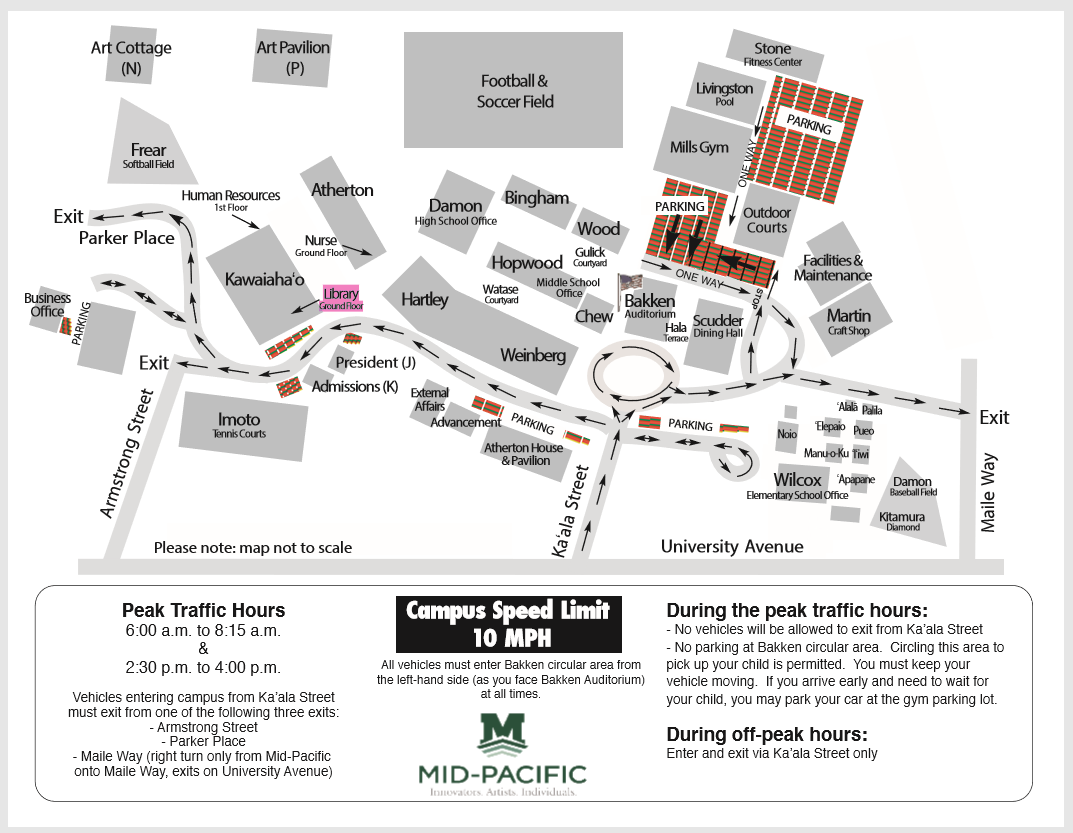 Art Cottage
(N)
Art Pavilion
(P)
Football &
Soccer Field
Stone
Fitness Center
Livingston
Pool
PARKING
Mills Gym
ONE WAY
Frear
Softball Field
Human Resources
1st Floor
Atherton
Damon
High School Office
Bingham
Wood
PARKING
Outdoor
Courts
Exit
Parker Place
Nurse
Ground Floor
Gulick
Courtyard
Hopwood
Middle School
Office
Watase
Courtyard
ONE WAY
STOP
Facilities &
Maintenance
Kawaiaha‘o
Library
Ground Floor
Hartley
Business
Office
PARKING
Chew
Bakken
Auditorium
Hala
Terrace
Scudder
Dining Hall
Martin
Craft Shop
Weinberg
Exit
President (J)
Admissions (K)
External
Affairs
Advancement
PARKING
Atherton House
& Pavilion
PARKING
Imoto
Tennis Courts
‘Alalā
Palila
‘Elepaio
Pueo
Noio
Manu-o-Ku
‘Tiwi
‘Apapane
Wilcox
Elementary School Office
Damon
Baseball Field
Kitamura
Diamond
Exit
Armstrong Street
Ka‘ala Street
Maile Way
Please note: map not to scale
University Avenue
Peak Traffic Hours
6:00 a.m. to 8:15 a.m.
&
2:30 p.m. to 4:00 p.m.
Vehicles entering campus from Ka‘ala Street
must exit from one of the following three exits:
- Armstrong Street
- Parker Place
- Maile Way (right turn only from Mid-Pacific
onto Maile Way, exits on University Avenue)
Campus Speed Limit
10 MPH
All vehicles must enter Bakken circular area from
the left-hand side (as you face Bakken Auditorium)
at all times.
M
MID-PACIFIC
Innovators. Artists. Individuals.
During the peak traffic hours:
- No vehicles will be allowed to exit from Ka‘ala Street
- No parking at Bakken circular area.  Circling this area to
pick up your child is permitted.  You must keep your
vehicle moving.  If you arrive early and need to wait for
your child, you may park your car at the gym parking lot.
During off-peak hours:
Enter and exit via Ka‘ala Street only